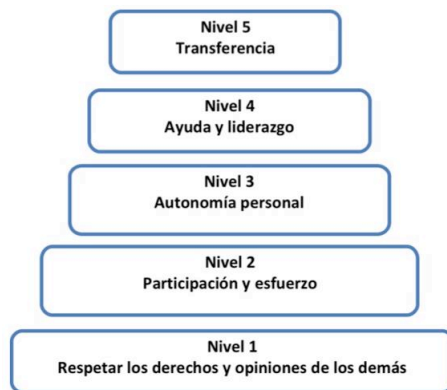 Nivel 5
Transferencia
Nivel 4
Ayuda y liderazgo
Nivel 3
Autonomía personal
Nivel 2
Participación y esfuerzo
Nivel 1
Respetar los derechos y opiniones de los demás